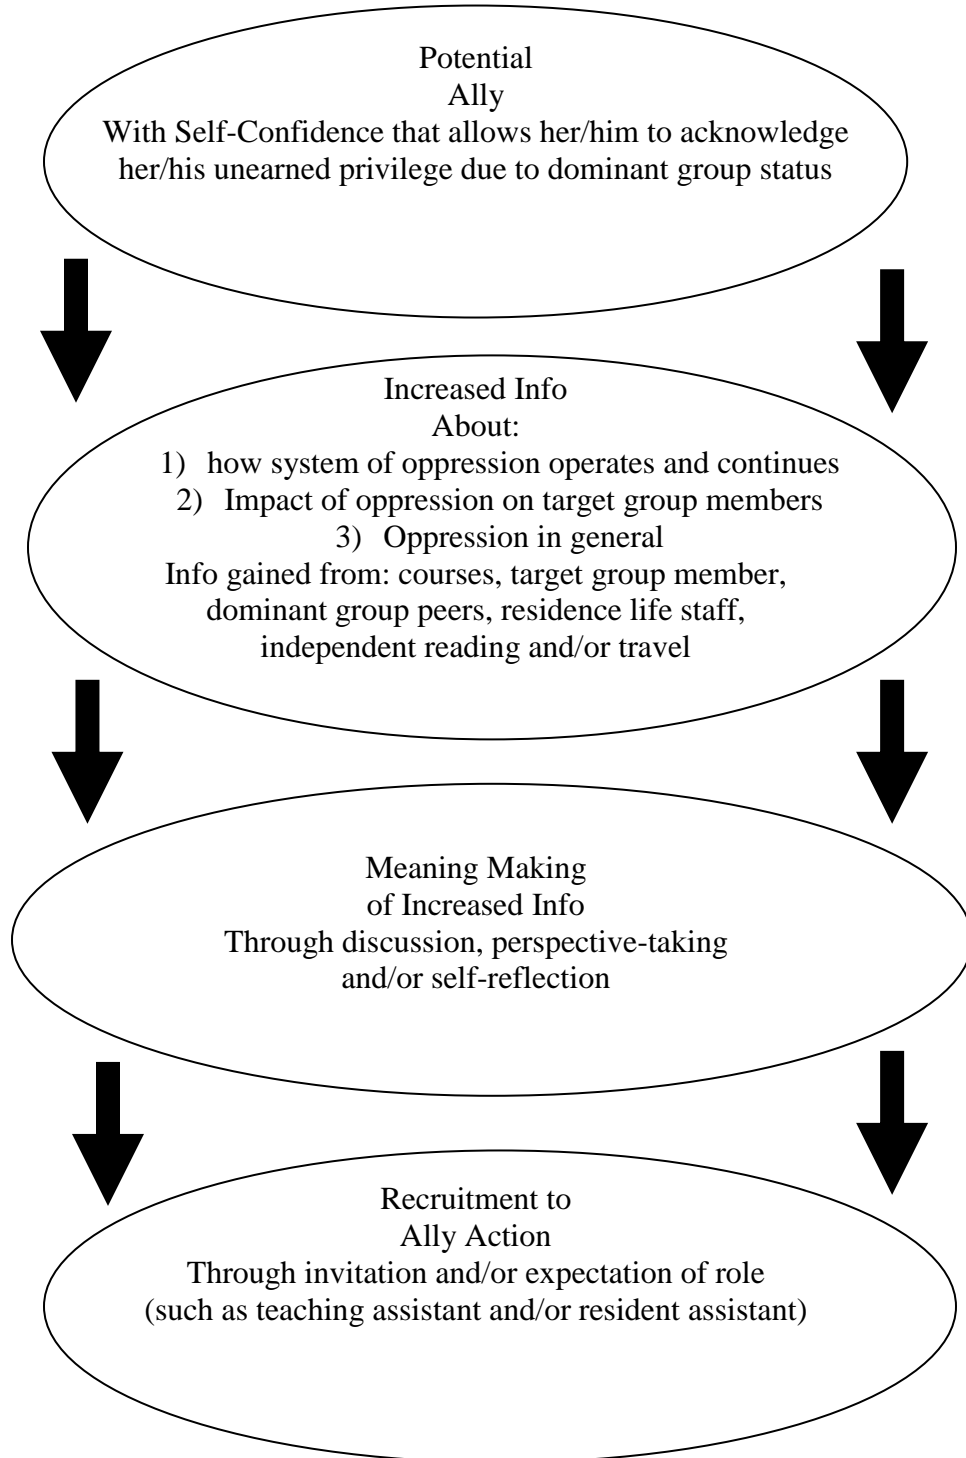 Potential
Ally
With Self-Confidence that allows her/him to acknowledge
her/his unearned privilege due to dominant group status
Increased Info
About:
1) how system of oppression operates and continues
2) Impact of oppression on target group members
3) Oppression in general
Info gained from: courses, target group member,
dominant group peers, residence life staff,
independent reading and/or travel
Meaning Making
of Increased Info
Through discussion, perspective-taking
and/or self-reflection
Recruitment to
Ally Action
Through invitation and/or expectation of role
(such as teaching assistant and/or resident assistant)